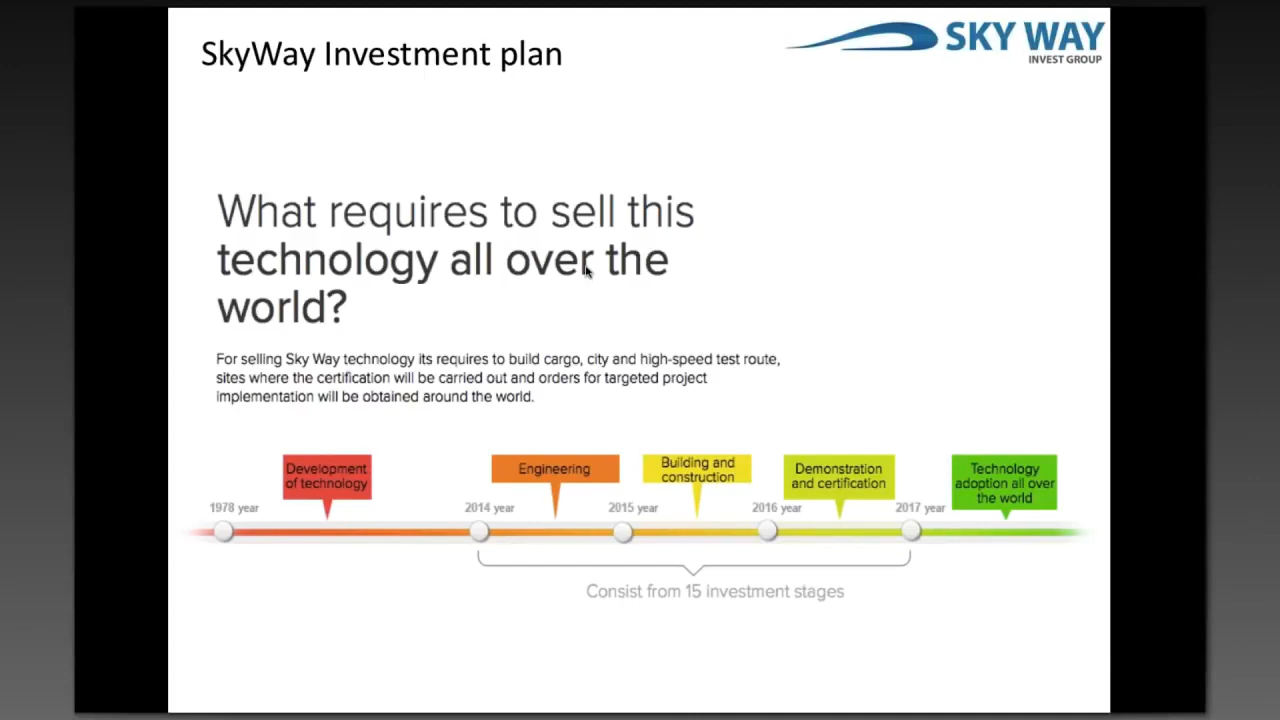 SkyWay Investment plan
SKY WAY
INVEST GROUP
What requires to sell this
technology all over the
world?
For selling Sky Way technology its requires to build cargo, city and high-speed test route,
sites where the certification will be carried out and orders for targeted project
implementation will be obtained around the world.
Development
of technology
Engineering
Building and
construction
Demonstration
and certification
Technology
adoption all over
the world
1978 year
2014 year
2015 year
2016 year
2017 year
Consist from 15 investment stages